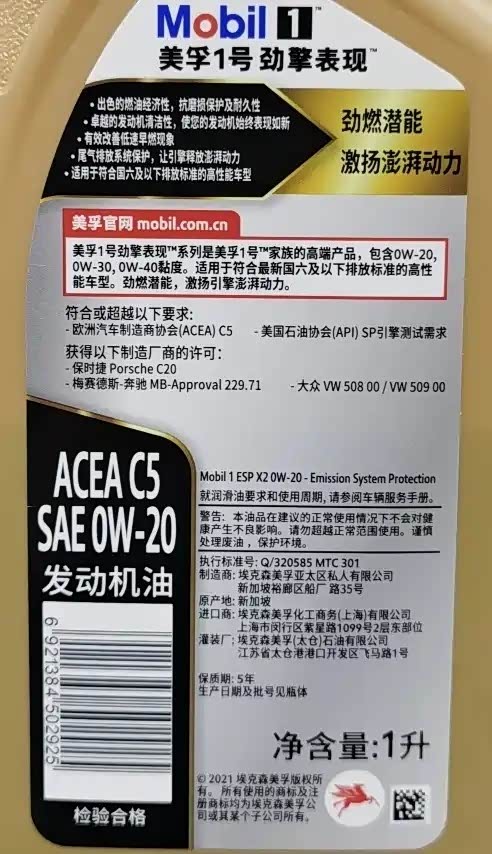 Mobil 1™
美孚1号 劲擎表现™
• 出色的燃油经济性，抗磨损保护及耐久性
• 卓越的发动机清洁性，使您的发动机始终表现如新
• 有效改善低速早燃现象
• 尾气排放系统保护，让引擎释放澎湃动力
• 适用于符合国六及以下排放标准的高性能车型
劲燃潜能
激扬澎湃动力
美孚官网 mobil.com.cn
美孚1号劲擎表现™系列是美孚1号™家族的高端产品，包含0W-20,
0W-30, 0W-40黏度。适用于符合最新国六及以下排放标准的高性
能车型。劲燃潜能，激扬引擎澎湃动力。
符合或超越以下要求:
- 欧洲汽车制造商协会(ACEA) C5 - 美国石油协会(API) SP引擎测试需求
获得以下制造厂商的许可:
- 保时捷 Porsche C20
- 梅赛德斯-奔驰 MB-Approval 229.71 - 大众 VW 508 00 / VW 509 00
ACEA C5
SAE 0W-20
发动机油
Mobil 1 ESP X2 0W-20 - Emission System Protection
就润滑油要求和使用周期, 请参阅车辆服务手册。
警告: 本油品在建议的正常使用情况下不会对健
康产生不良影响。请勿超越正常范围使用。谨慎
处理废油，保护环境。
执行标准号: Q/320585 MTC 301
制造商: 埃克森美孚亚太区私人有限公司
新加坡裕廊区船厂路35号
原产地: 新加坡
进口商: 埃克森美孚化工商务(上海)有限公司
上海市闵行区紫星路1099号2层东部位
灌装厂: 埃克森美孚(太仓)石油有限公司
江苏省太仓港港口开发区飞马路1号
保质期: 5年
生产日期及批号见瓶体
6 921384 502925
检验合格
净含量:1升
© 2021 埃克森美孚版权所
有。 所有使用的商标及注
册商标均为埃克森美孚公
司或其某个子公司所有。